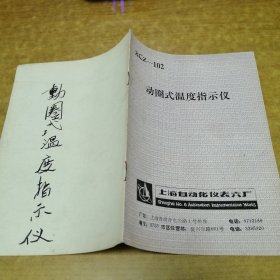 XCZ—102
动圈式温度指示仪
上海自动化仪表六厂
Shanghai No. 6 Automation Instrumentation Works
動圈式温度指示仪